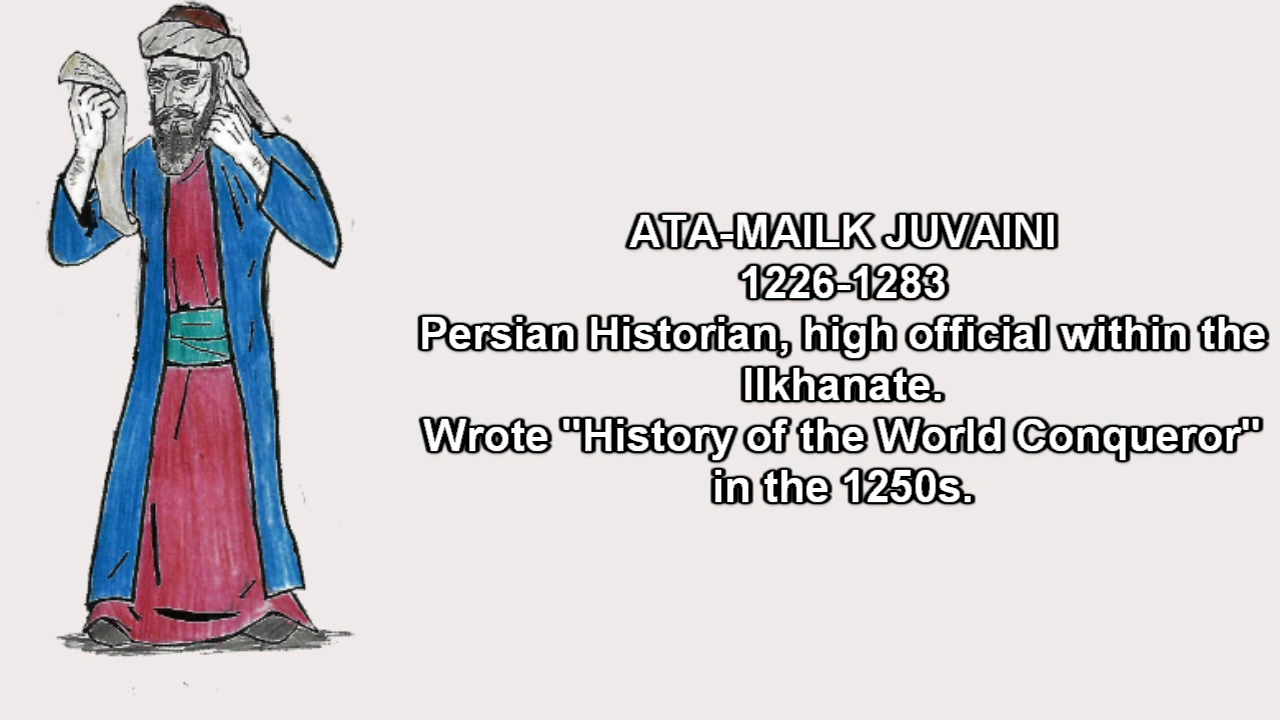 ATA-MAILK JUVAINI
1226-1283
Persian Historian, high official within the
Ilkhanate.
Wrote "History of the World Conqueror"
in the 1250s.